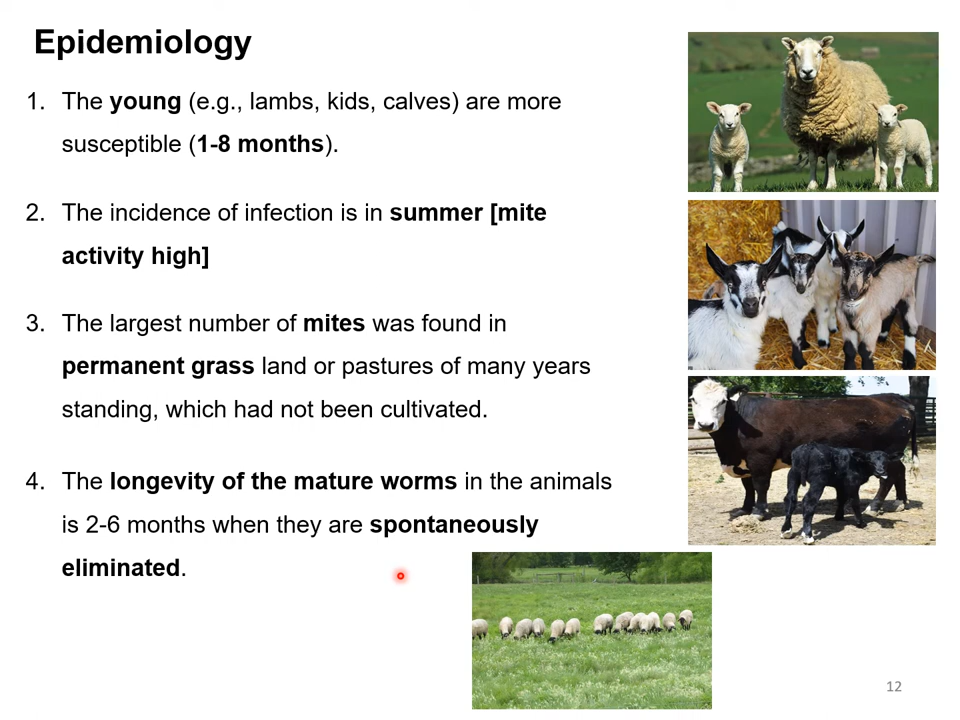 Epidemiology
1. The young (e.g., lambs, kids, calves) are more
susceptible (1-8 months).
2. The incidence of infection is in summer [mite
activity high]
3. The largest number of mites was found in
permanent grass land or pastures of many years
standing, which had not been cultivated.
4. The longevity of the mature worms in the animals
is 2-6 months when they are spontaneously
eliminated.
12